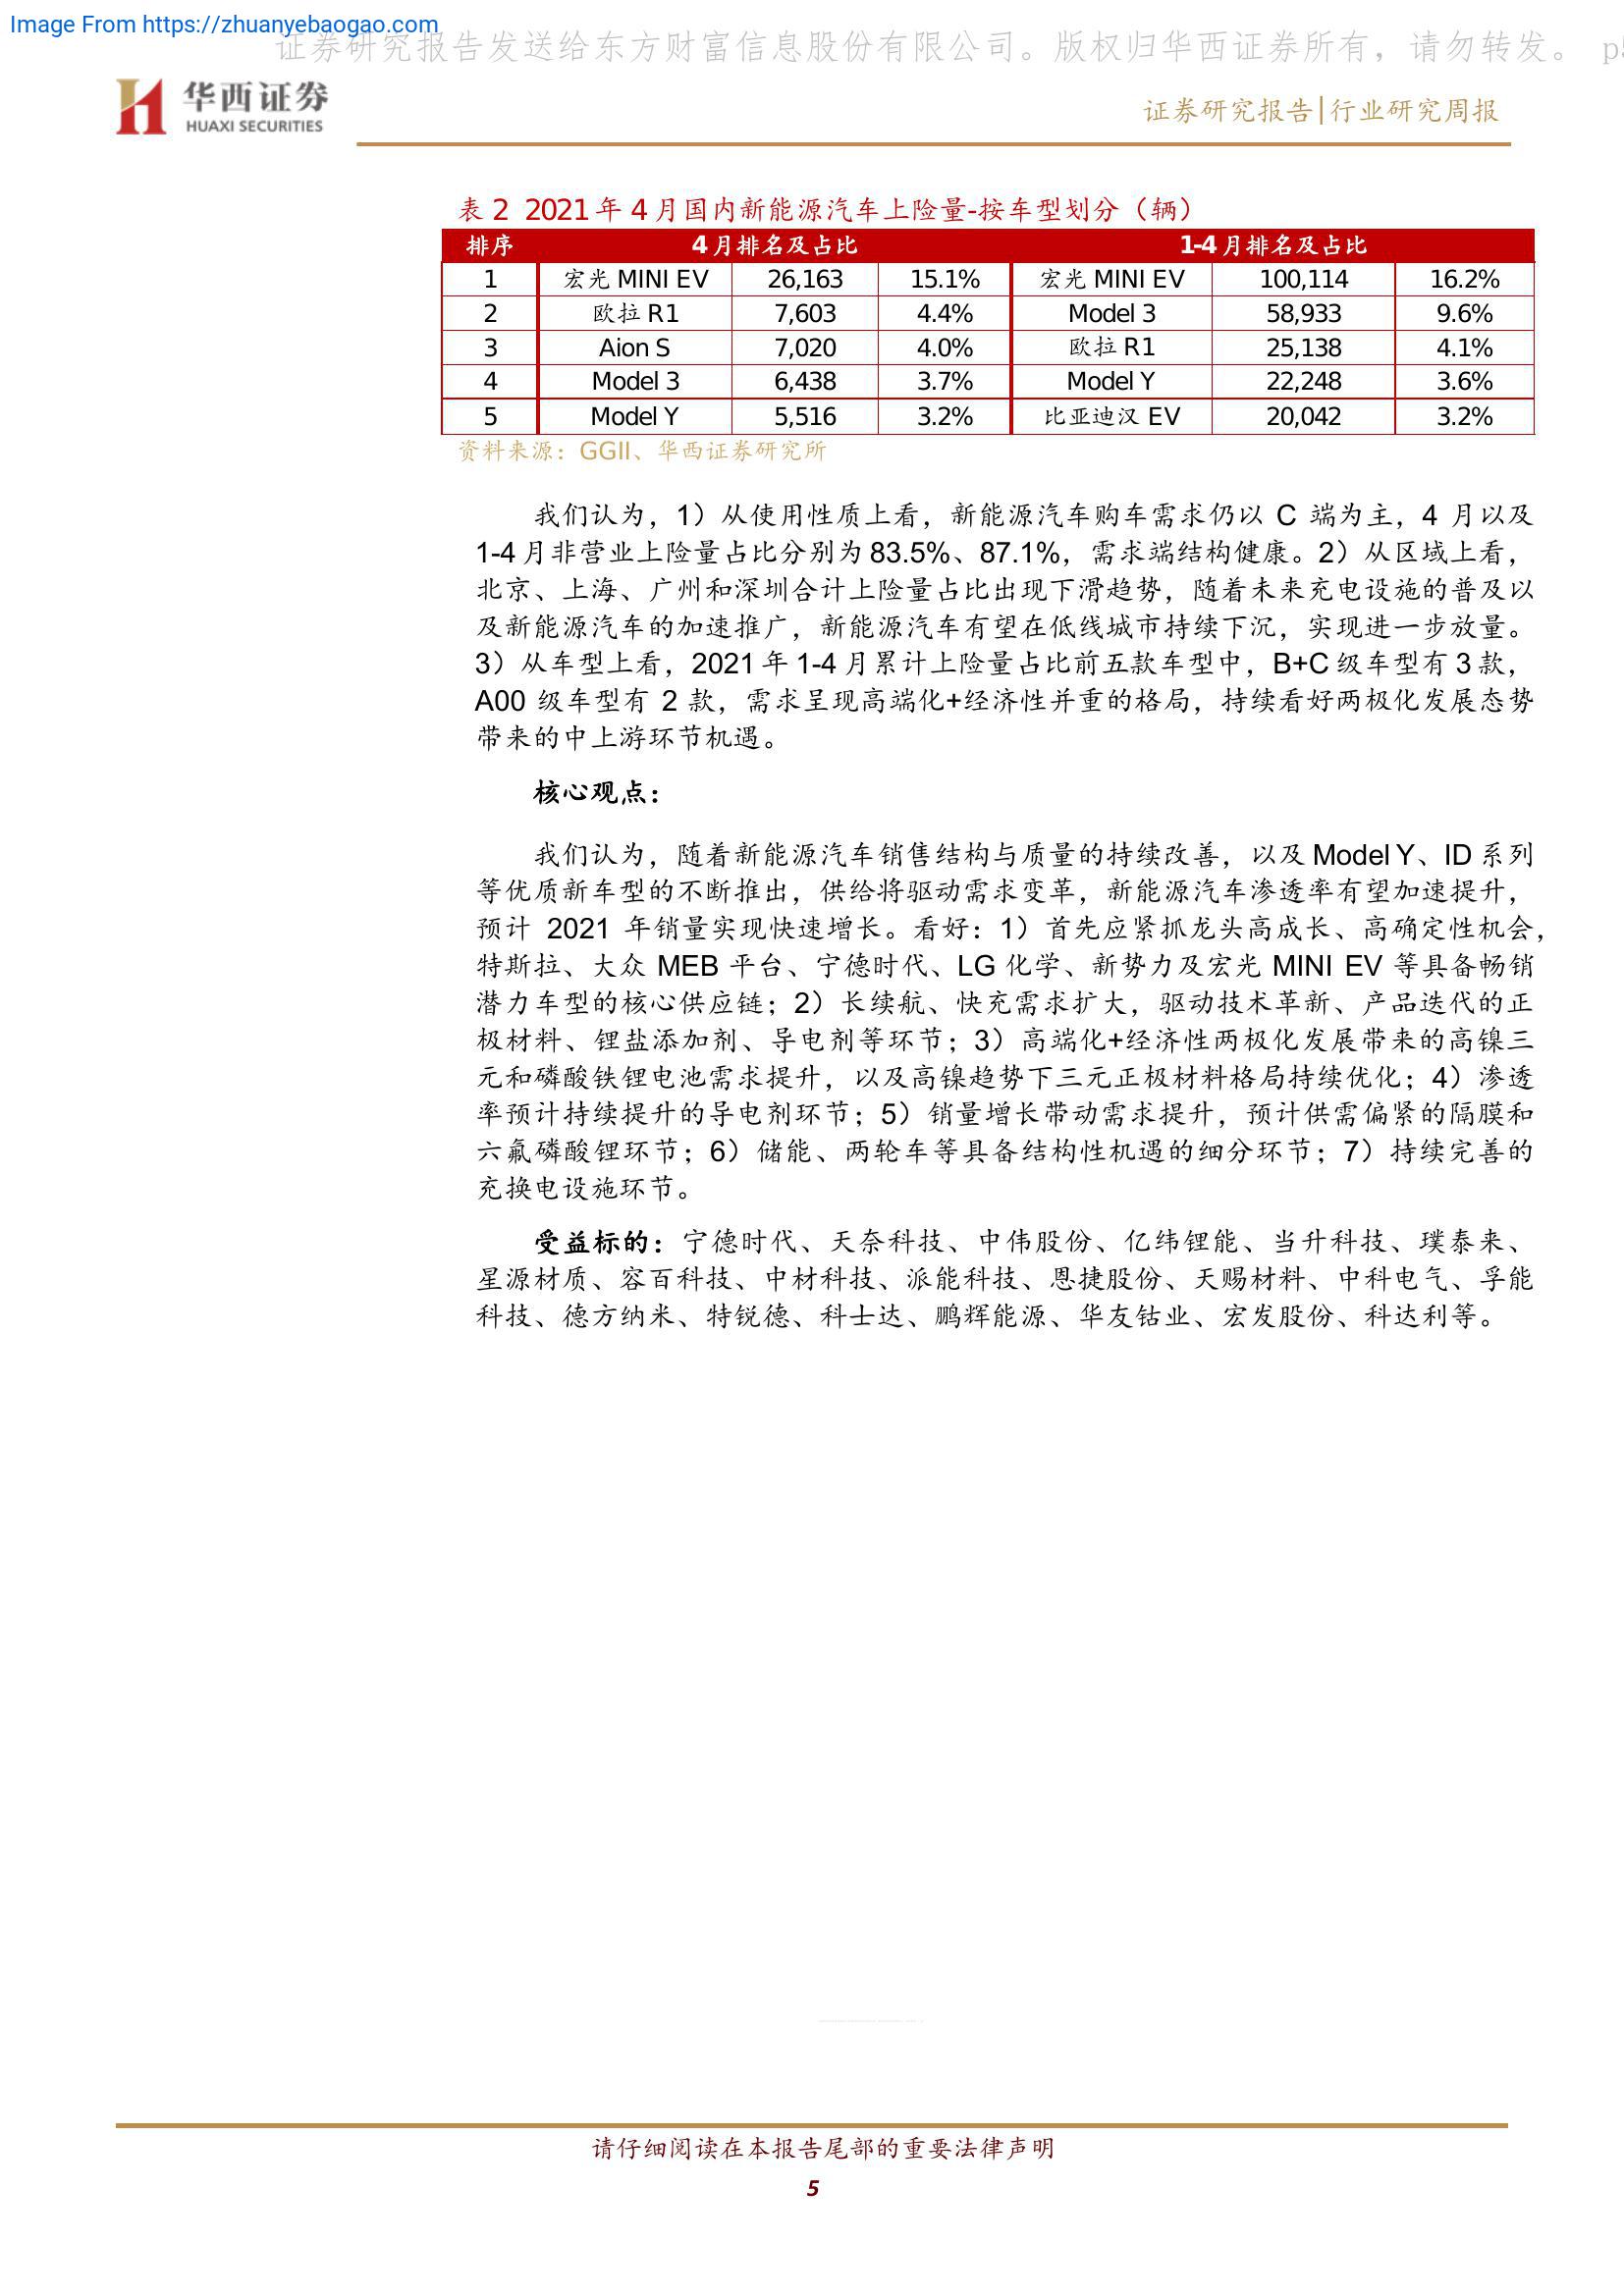 Image From https://zhuanyebaogao.com
证券研究报告发送给东方财富信息股份有限公司。版权归华西证券所有，请勿转发。 p
华西证券
HUAXI SECURITIES
证券研究报告|行业研究周报
表 2 2021 年 4 月国内新能源汽车上险量-按车型划分（辆）
排序 4 月排名及占比 1-4 月排名及占比
1 宏光 MINI EV 26,163 15.1% 宏光 MINI EV 100,114 16.2%
2 欧拉 R1 7,603 4.4% Model 3 58,933 9.6%
3 Aion S 7,020 4.0% 欧拉 R1 25,138 4.1%
4 Model 3 6,438 3.7% Model Y 22,248 3.6%
5 Model Y 5,516 3.2% 比亚迪汉 EV 20,042 3.2%
资料来源：GGII、华西证券研究所
我们认为，1）从使用性质上看，新能源汽车购车需求仍以 C 端为主，4 月以及
1-4 月非营业上险量占比分别为 83.5%、87.1%，需求端结构健康。2）从区域上看，
北京、上海、广州和深圳合计上险量占比出现下滑趋势，随着未来充电设施的普及以
及新能源汽车的加速推广，新能源汽车有望在低线城市持续下沉，实现进一步放量。
3）从车型上看，2021 年 1-4 月累计上险量占比前五款车型中，B+C 级车型有 3 款，
A00 级车型有 2 款，需求呈现高端化+经济性并重的格局，持续看好两极化发展态势
带来的中上游环节机遇。
核心观点：
我们认为，随着新能源汽车销售结构与质量的持续改善，以及 Model Y、ID 系列
等优质新车型的不断推出，供给将驱动需求变革，新能源汽车渗透率有望加速提升，
预计 2021 年销量实现快速增长。看好：1）首先应紧抓龙头高成长、高确定性机会，
特斯拉、大众 MEB 平台、宁德时代、LG 化学、新势力及宏光 MINI EV 等具备畅销
潜力车型的核心供应链；2）长续航、快充需求扩大，驱动技术革新、产品迭代的正
极材料、锂盐添加剂、导电剂等环节；3）高端化+经济性两极化发展带来的高镍三
元和磷酸铁锂电池需求提升，以及高镍趋势下三元正极材料格局持续优化；4）渗透
率预计持续提升的导电剂环节；5）销量增长带动需求提升，预计供需偏紧的隔膜和
六氟磷酸锂环节；6）储能、两轮车等具备结构性机遇的细分环节；7）持续完善的
充换电设施环节。
受益标的：宁德时代、天奈科技、中伟股份、亿纬锂能、当升科技、璞泰来、
星源材质、容百科技、中材科技、派能科技、恩捷股份、天赐材料、中科电气、孚能
科技、德方纳米、特锐德、科士达、鹏辉能源、华友钴业、宏发股份、科达利等。
请仔细阅读在本报告尾部的重要法律声明
5